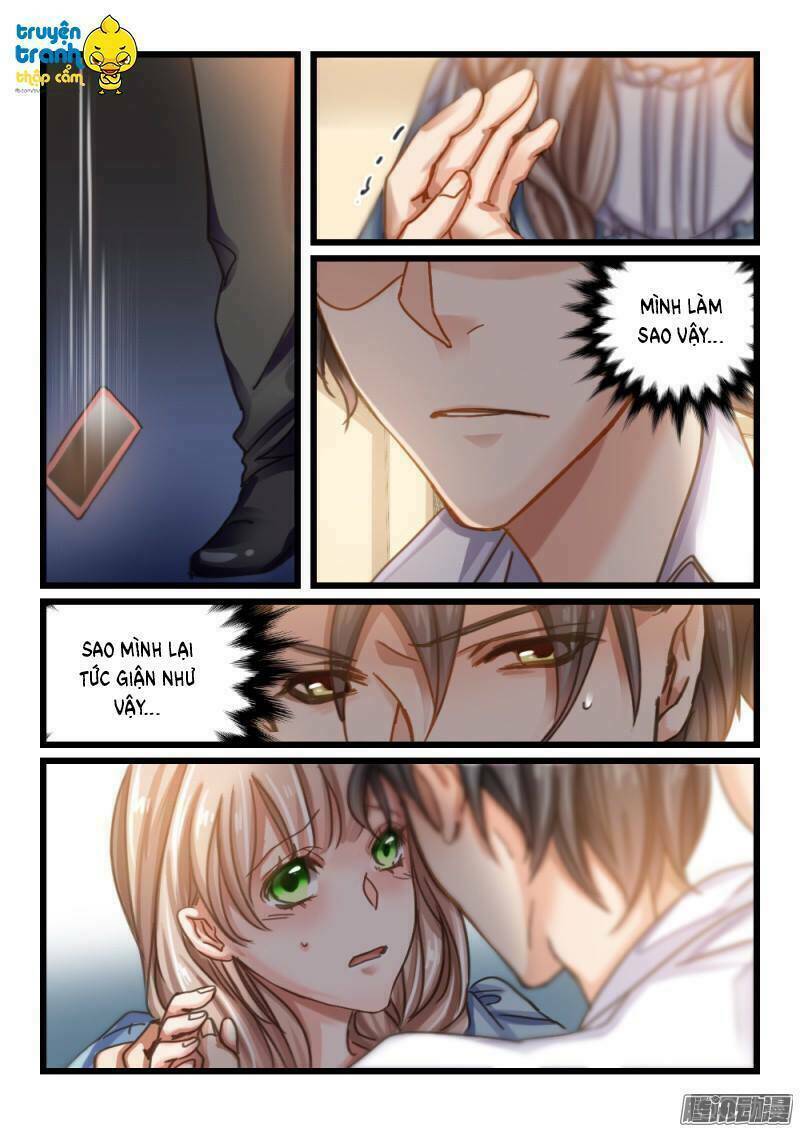 truyện
tranh
thập cẩm
MÌNH LÀM
SAO VẬY...
SAO MÌNH LẠI
TỨC GIẬN NHƯ
VẬY...
腾讯动漫